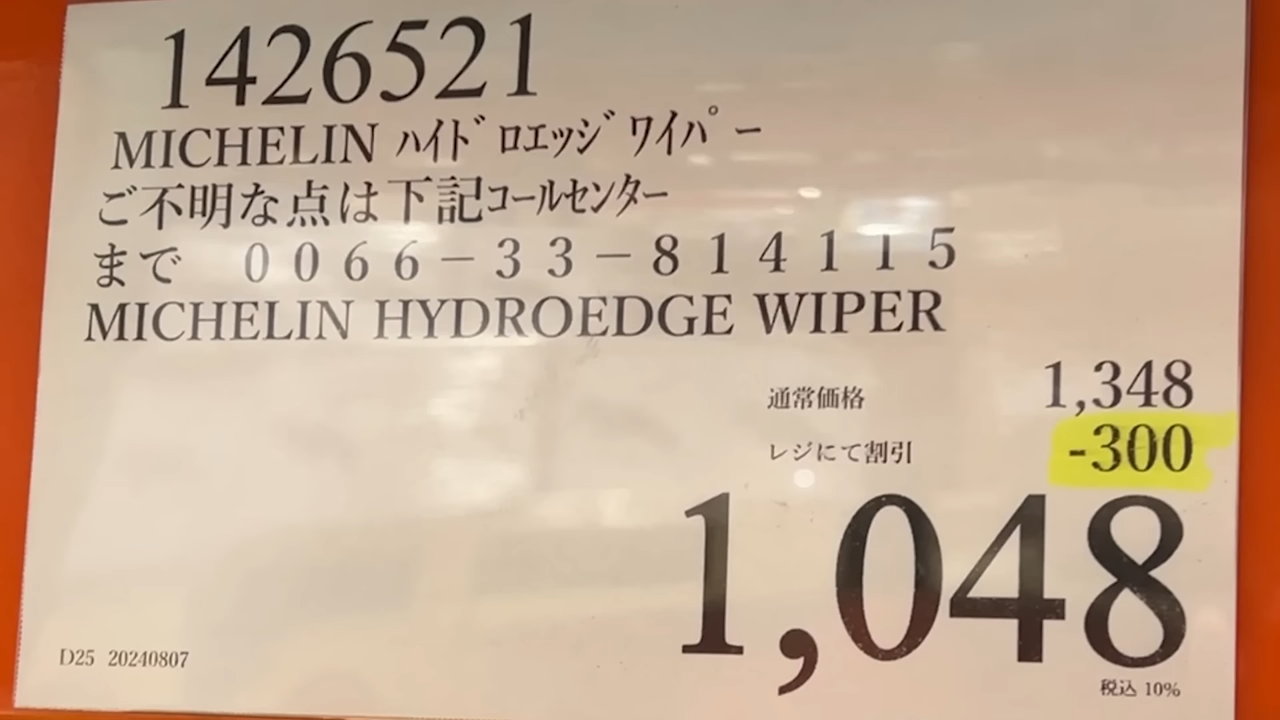 1426521
MICHELIN ﾊｲﾄﾞﾛｴｯｼﾞﾜｲﾊﾟｰ
ご不明な点は下記ｺｰﾙｾﾝﾀｰ
まで　００６６－３３－８１４１１５
MICHELIN HYDROEDGE WIPER
通常価格 1,348
レジにて割引 -300
1,048
税込 10%
D25 20240807